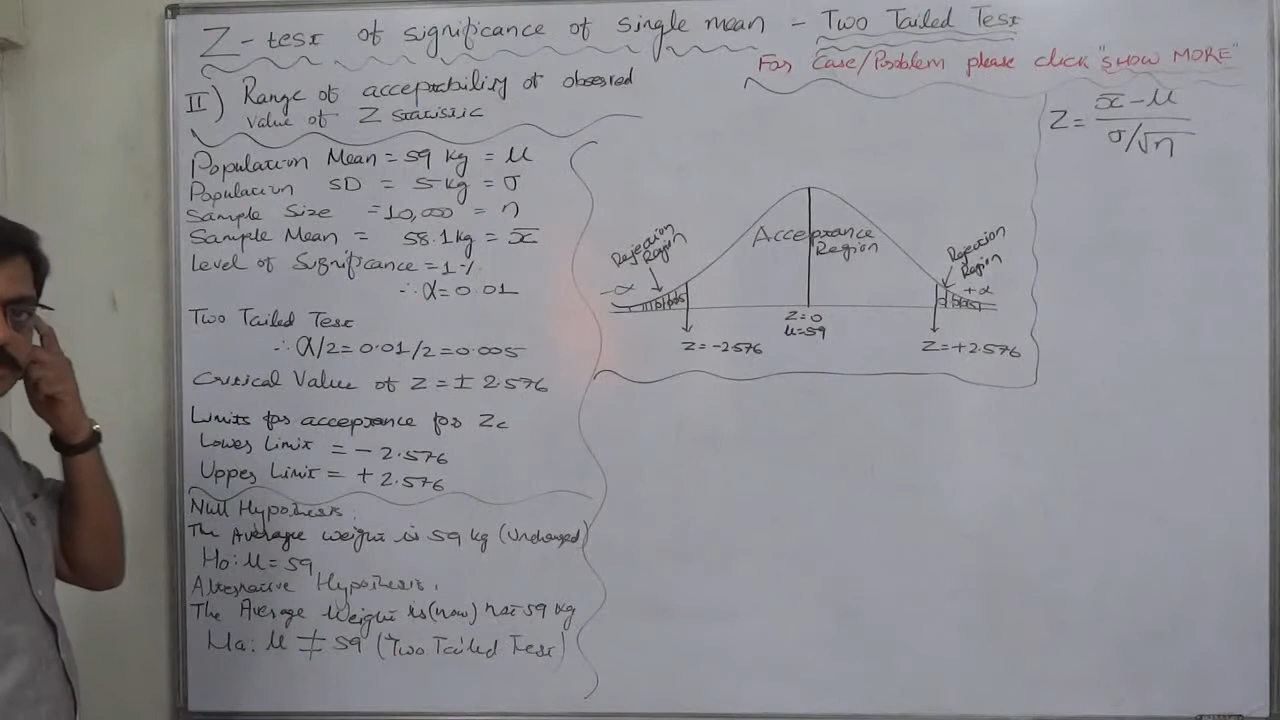 Z-test of significance of single mean - Two Tailed Test
For Case/Problem please click "SHOW MORE"
II) Range of acceptability of observed
value of Z statistic
Population Mean = 59 kg = μ
Population SD = 5 kg = σ
Sample Size = 10,000 = n
Sample Mean = 58.1 kg = x̄
Level of Significance = 1%
∴ α = 0.01
Two Tailed Test
∴ α/2 = 0.01/2 = 0.005
Critical Value of Z = ± 2.576
Limits for acceptance for Zc
Lower Limit = - 2.576
Upper Limit = + 2.576
Null Hypothesis.
The Average weight is 59 kg (Unchanged)
H0: μ = 59
Alternative Hypothesis.
The Average Weight is (now) not 59 kg
Ha: μ ≠ 59 (Two Tailed Test)
Rejection
Region
-α
Acceptance
Region
Rejection
Region
+α
Z=0
μ=59
Z=-2.576
Z=+2.576
Z = x̄ - μ
σ/√n